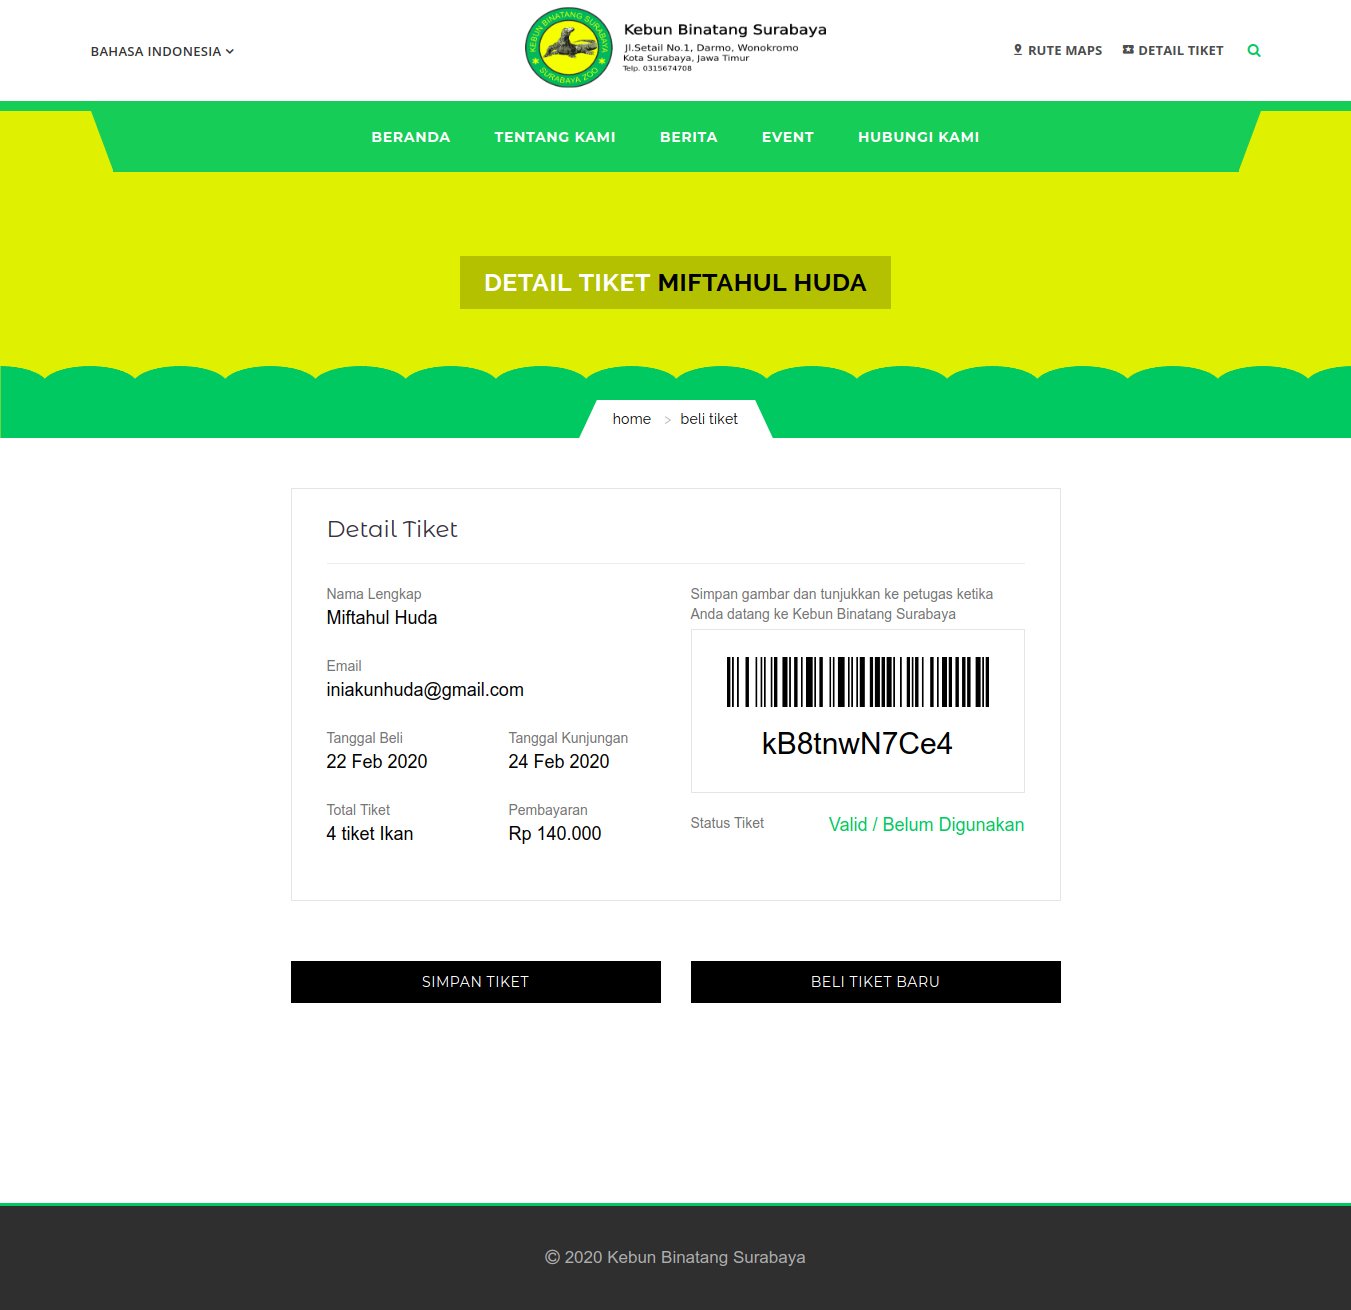 BAHASA INDONESIA
KEBUN BINATANG SURABAYA
SURABAYA ZOO
Kebun Binatang Surabaya
Jl.Setail No.1, Darmo, Wonokromo
Kota Surabaya, Jawa Timur
Telp. 0315674708
RUTE MAPS
DETAIL TIKET
BERANDA
TENTANG KAMI
BERITA
EVENT
HUBUNGI KAMI
DETAIL TIKET MIFTAHUL HUDA
home > beli tiket
Detail Tiket
Nama Lengkap
Miftahul Huda
Email
iniakunhuda@gmail.com
Tanggal Beli
22 Feb 2020
Tanggal Kunjungan
24 Feb 2020
Total Tiket
4 tiket Ikan
Pembayaran
Rp 140.000
Simpan gambar dan tunjukkan ke petugas ketika
Anda datang ke Kebun Binatang Surabaya
kB8tnwN7Ce4
Status Tiket
Valid / Belum Digunakan
SIMPAN TIKET
BELI TIKET BARU
© 2020 Kebun Binatang Surabaya